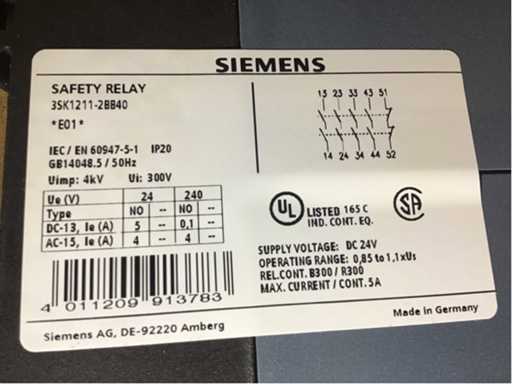 SIEMENS
SAFETY RELAY
3SK1211-2BB40
*E01*
IEC/ EN 60947-5-1 IP20
GB14048.5 / 50Hz
Uimp: 4kV Ui: 300V
Ue (V) 24 240
Type NO -- NO --
DC-13, Ie (A) 5 -- 0,1 --
AC-15, Ie (A) 4 -- 4 --
4 011209 913783
Siemens AG, DE-92220 Amberg
13 23 33 43 51
14 24 34 44 52
UL LISTED 165 C
IND. CONT. EQ.
SA
SUPPLY VOLTAGE: DC 24V
OPERATING RANGE: 0,85 to 1,1xUs
REL.CONT. B300 / R300
MAX. CURRENT / CONT. 5A
Made in Germany